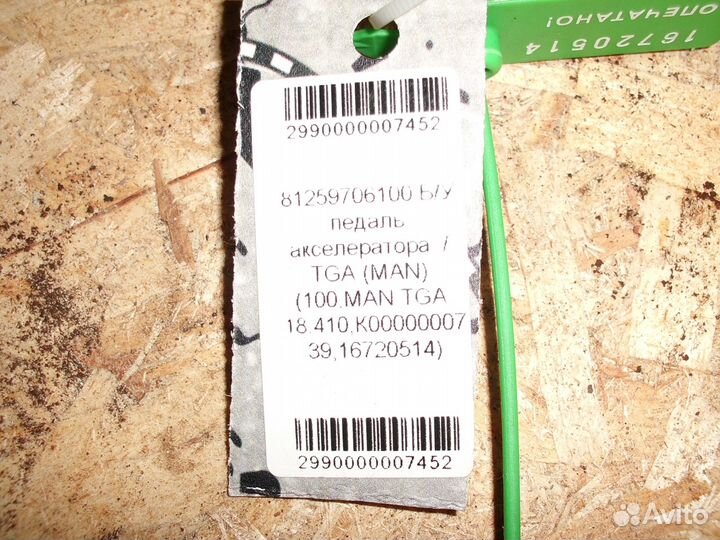 16720514
ОПЕЧАТАНО!
2990000007452
81259706100 Б/У
педаль
акселератора /
TGA (MAN)
(100,MAN TGA
18.410,K00000007
39,16720514)
2990000007452
Avito